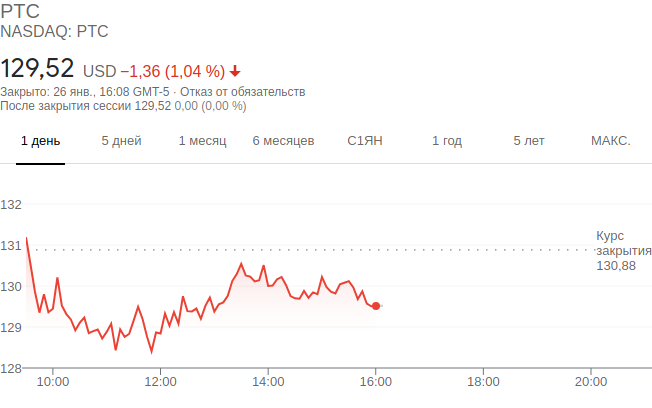 PTC
NASDAQ: PTC
129,52 USD −1,36 (1,04 %)
Закрыто: 26 янв., 16:08 GMT-5 · Отказ от обязательств
После закрытия сессии 129,52 0,00 (0,00 %)
1 день 5 дней 1 месяц 6 месяцев С1ЯН 1 год 5 лет МАКС.
132
Курс
131 закрытия
130,88
130
129
128
10:00 12:00 14:00 16:00 18:00 20:00